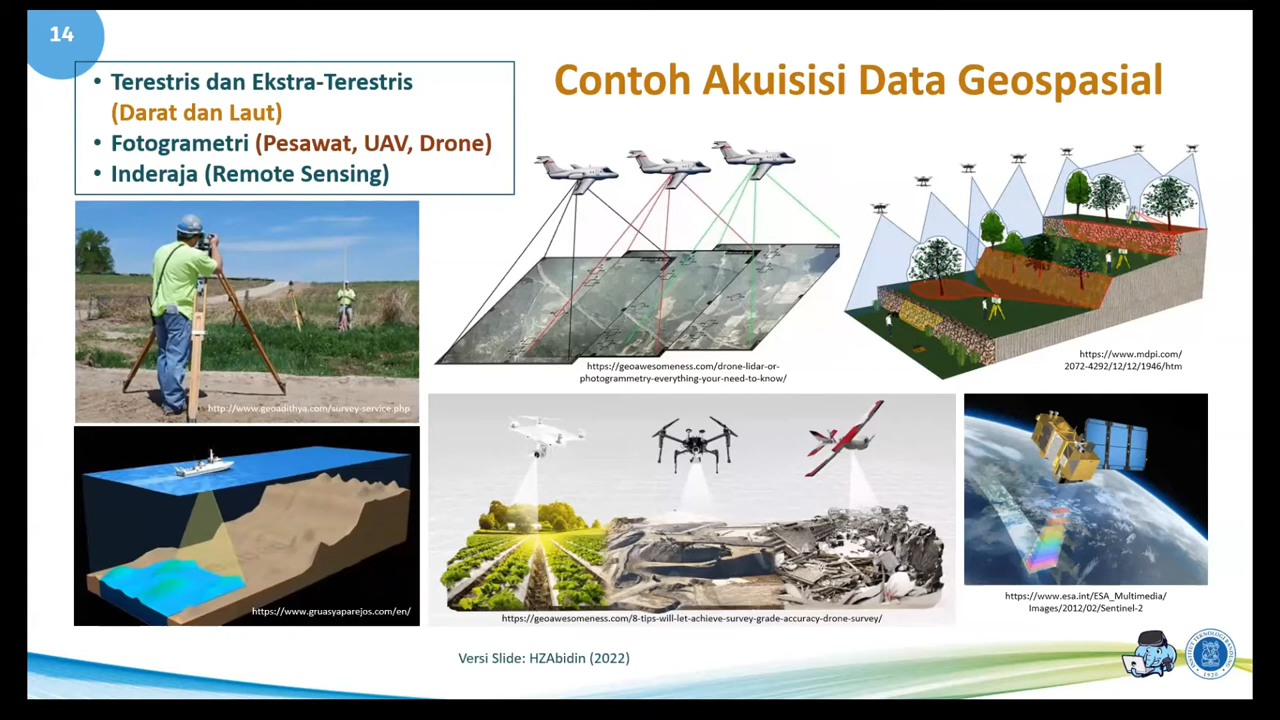 14
Contoh Akuisisi Data Geospasial
• Terestris dan Ekstra-Terestris
(Darat dan Laut)
• Fotogrametri (Pesawat, UAV, Drone)
• Inderaja (Remote Sensing)
http://www.geoadithya.com/survey-service.php
https://geoawesomeness.com/drone-lidar-or-
photogrammetry-everything-your-need-to-know/
https://www.mdpi.com/
2072-4292/12/12/1946/htm
https://www.gruasyaparejos.com/en/
https://geoawesomeness.com/8-tips-will-let-achieve-survey-grade-accuracy-drone-survey/
https://www.esa.int/ESA_Multimedia/
Images/2012/02/Sentinel-2
Versi Slide: HZAbidin (2022)
INSTITUT TEKNOLOGI BANDUNG
1920